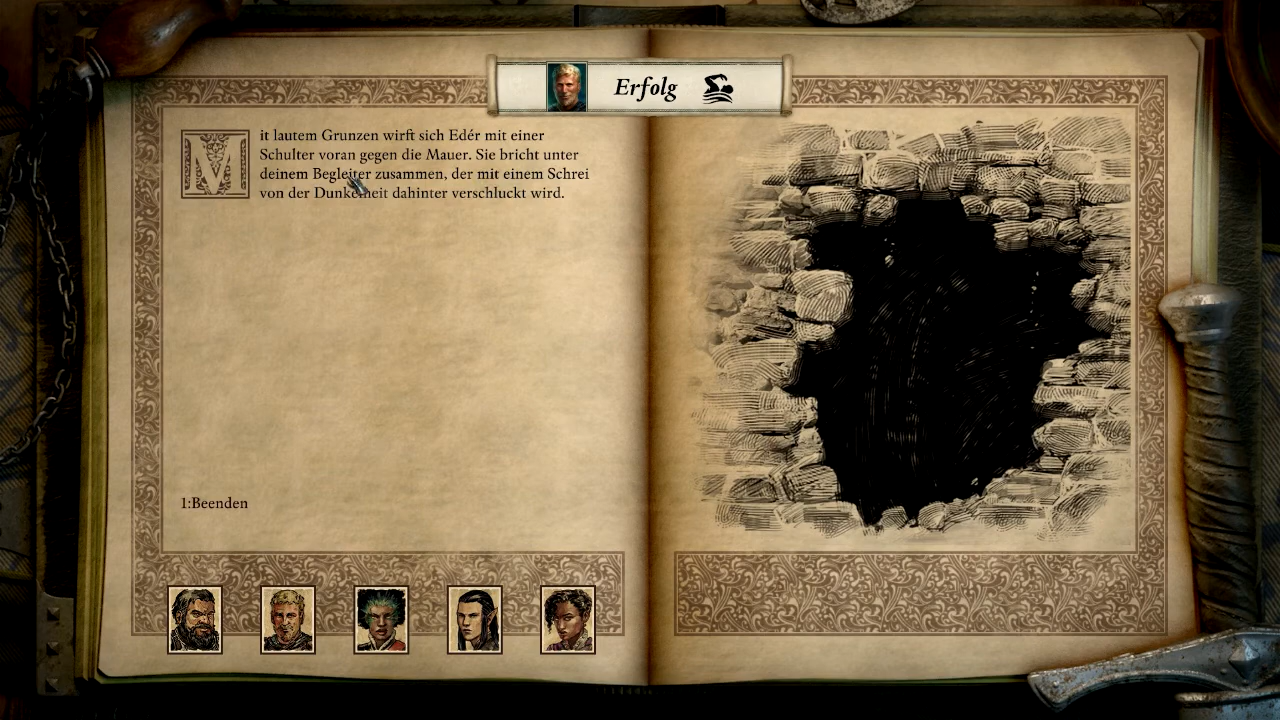 Erfolg
Mit lautem Grunzen wirft sich Edér mit einer
Schulter voran gegen die Mauer. Sie bricht unter
deinem Begleiter zusammen, der mit einem Schrei
von der Dunkelheit dahinter verschluckt wird.
1:Beenden